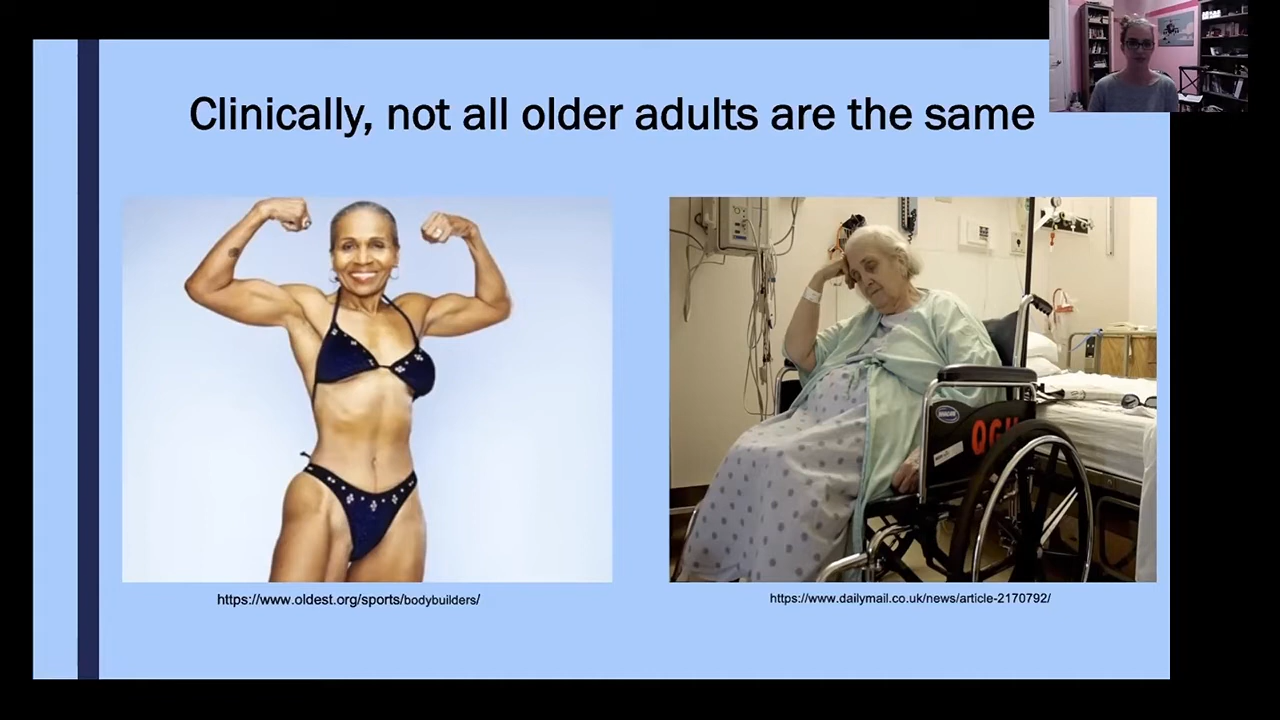 Clinically, not all older adults are the same
https://www.oldest.org/sports/bodybuilders/
https://www.dailymail.co.uk/news/article-2170792/